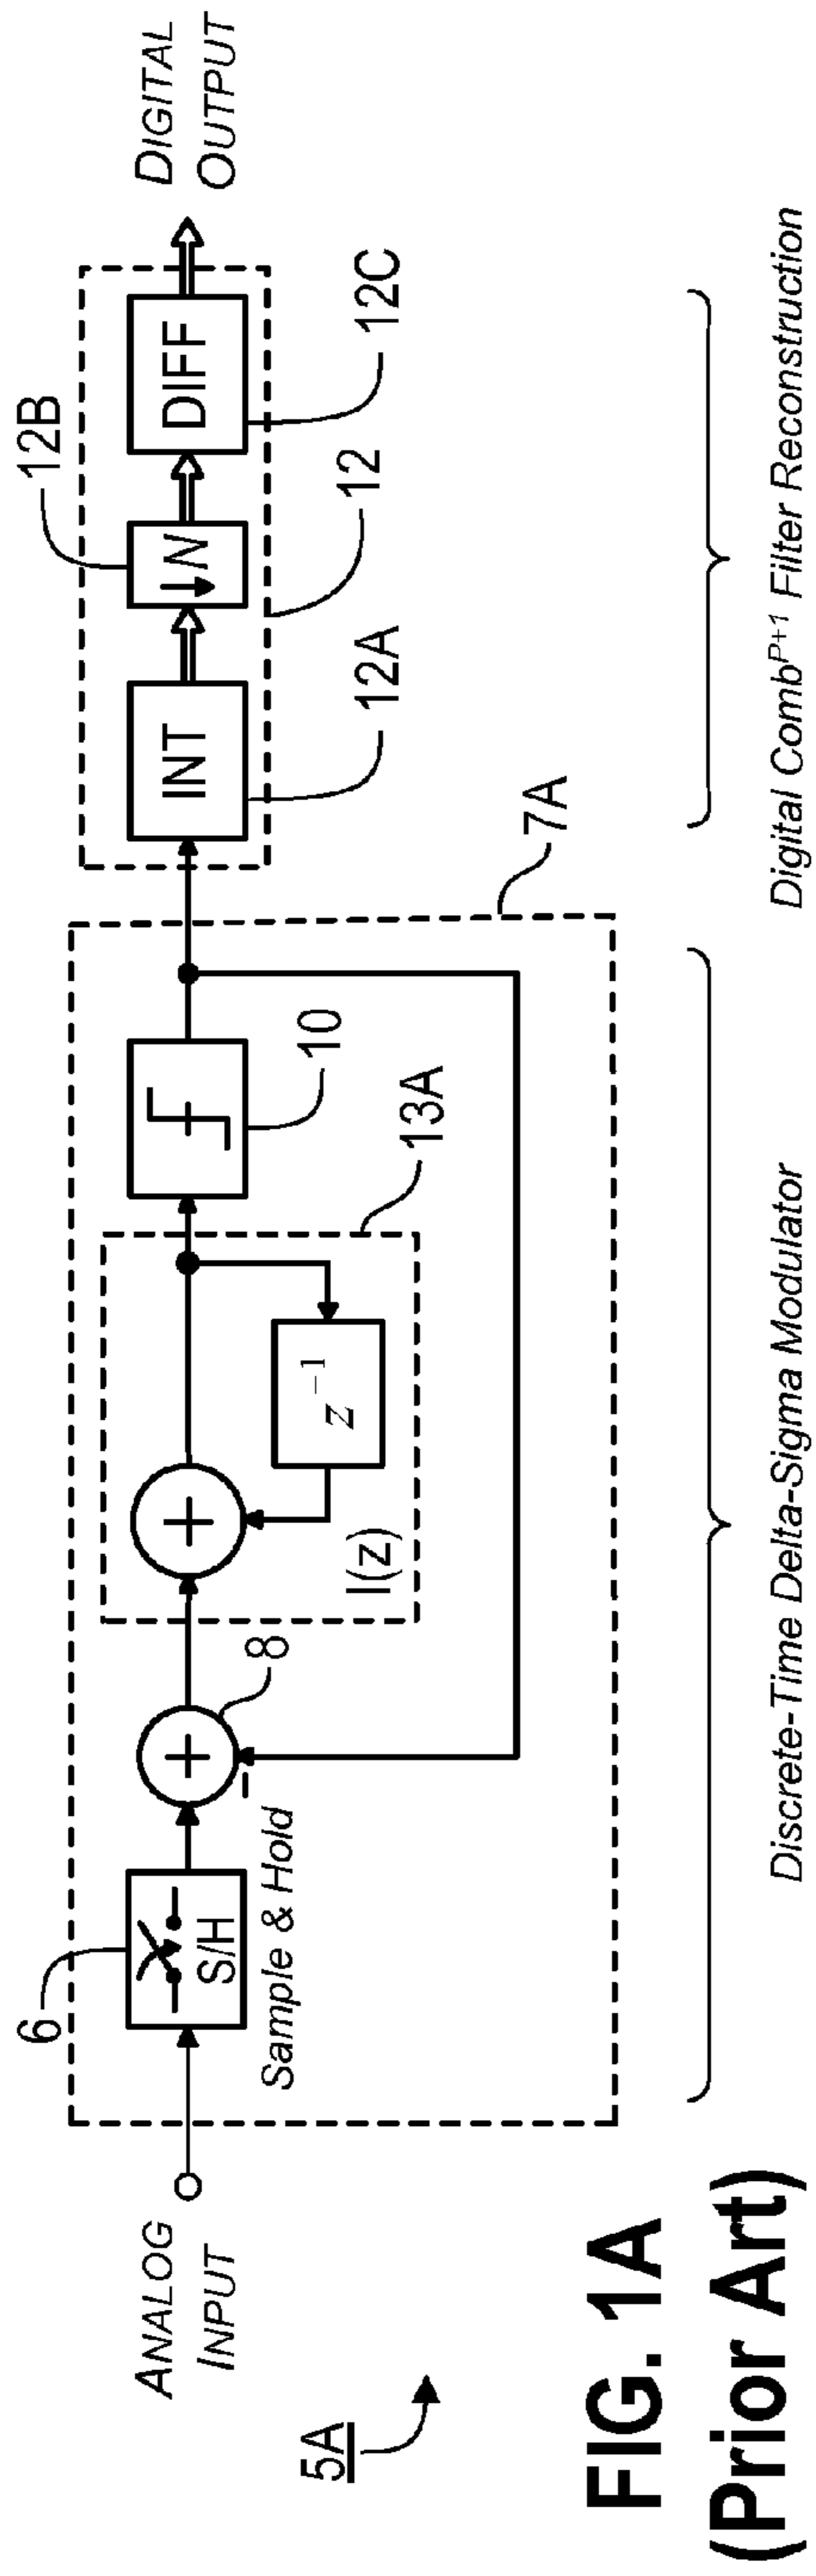 ANALOG
INPUT
6
S/H
Sample & Hold
+
−
8
+
z⁻¹
I(z)
13A
10
7A
INT
12A
↓N
12B
DIFF
12C
12
DIGITAL
OUTPUT
Discrete-Time Delta-Sigma Modulator
Digital Combᴾ⁺¹ Filter Reconstruction
5A
FIG. 1A
(Prior Art)